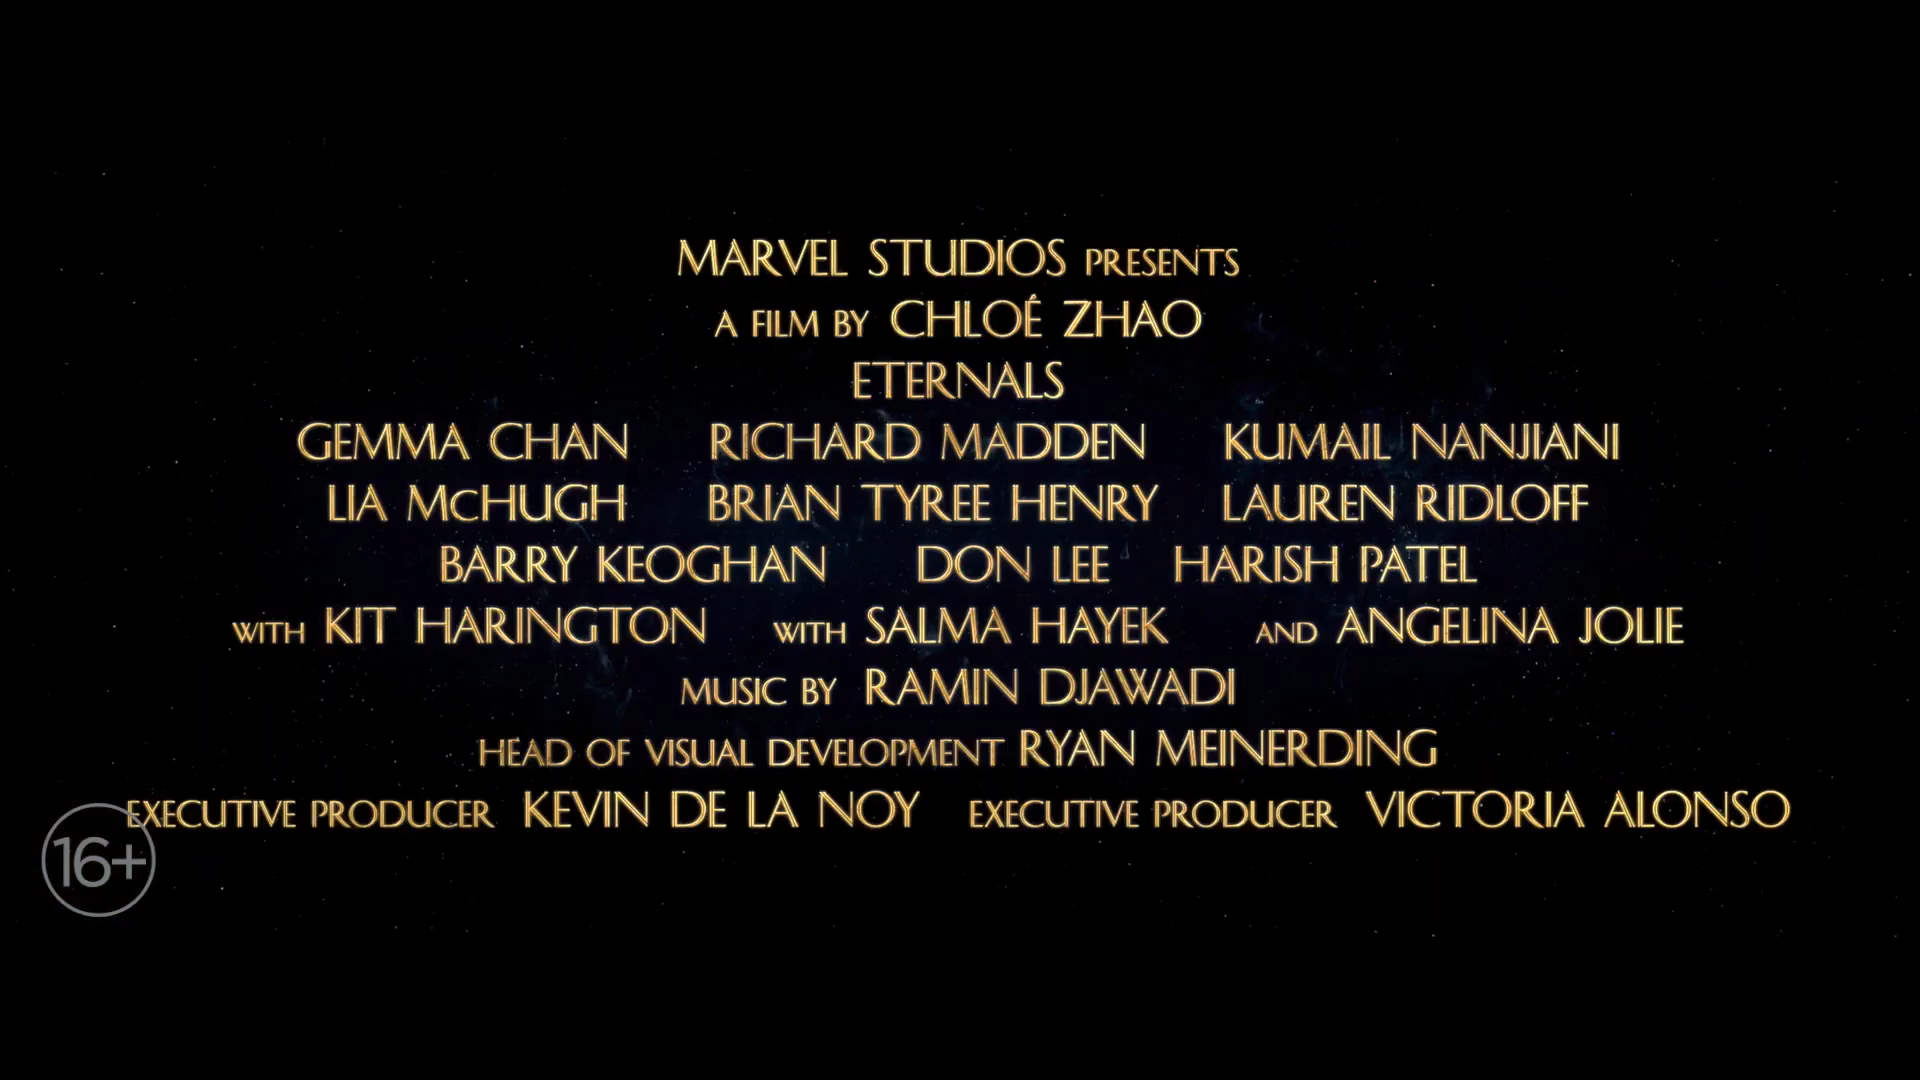 MARVEL STUDIOS PRESENTS
A FILM BY CHLOÉ ZHAO
ETERNALS
GEMMA CHAN RICHARD MADDEN KUMAIL NANJIANI
LIA McHUGH BRIAN TYREE HENRY LAUREN RIDLOFF
BARRY KEOGHAN DON LEE HARISH PATEL
WITH KIT HARINGTON WITH SALMA HAYEK AND ANGELINA JOLIE
MUSIC BY RAMIN DJAWADI
HEAD OF VISUAL DEVELOPMENT RYAN MEINERDING
EXECUTIVE PRODUCER KEVIN DE LA NOY EXECUTIVE PRODUCER VICTORIA ALONSO
16+